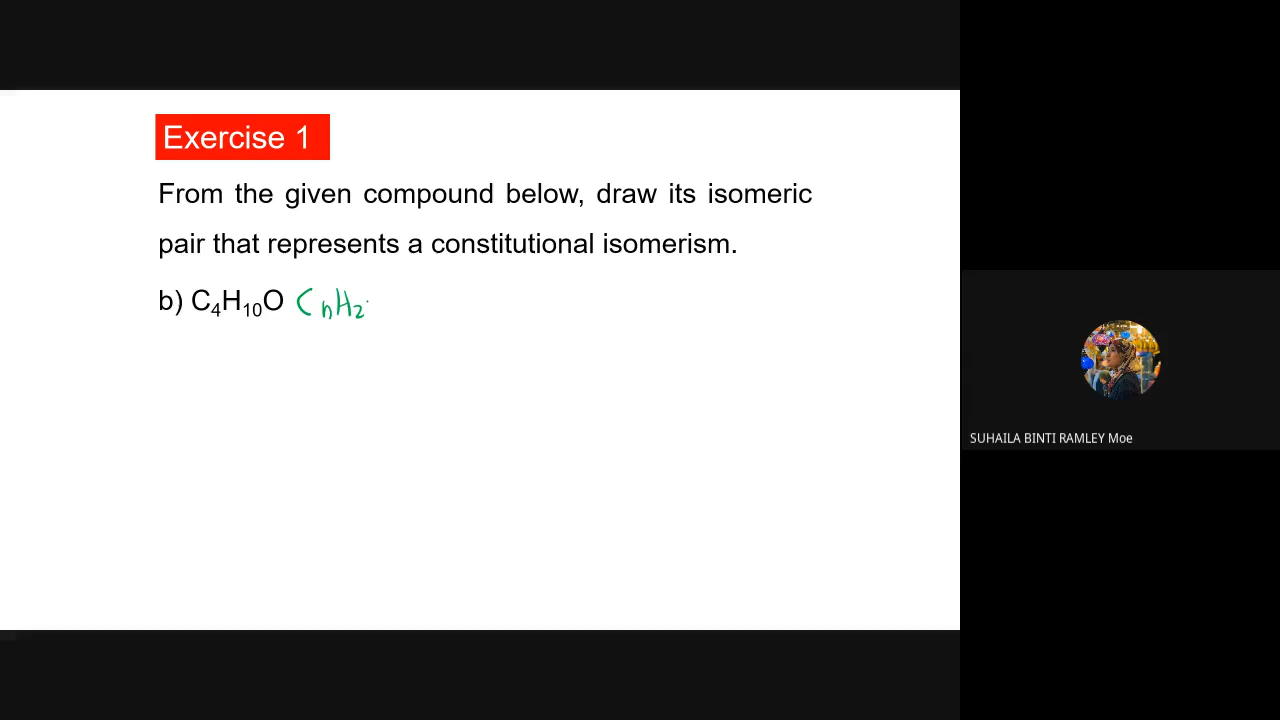 Exercise 1
From the given compound below, draw its isomeric
pair that represents a constitutional isomerism.
b) C₄H₁₀O CₙH₂
SUHAILA BINTI RAMLEY Moe